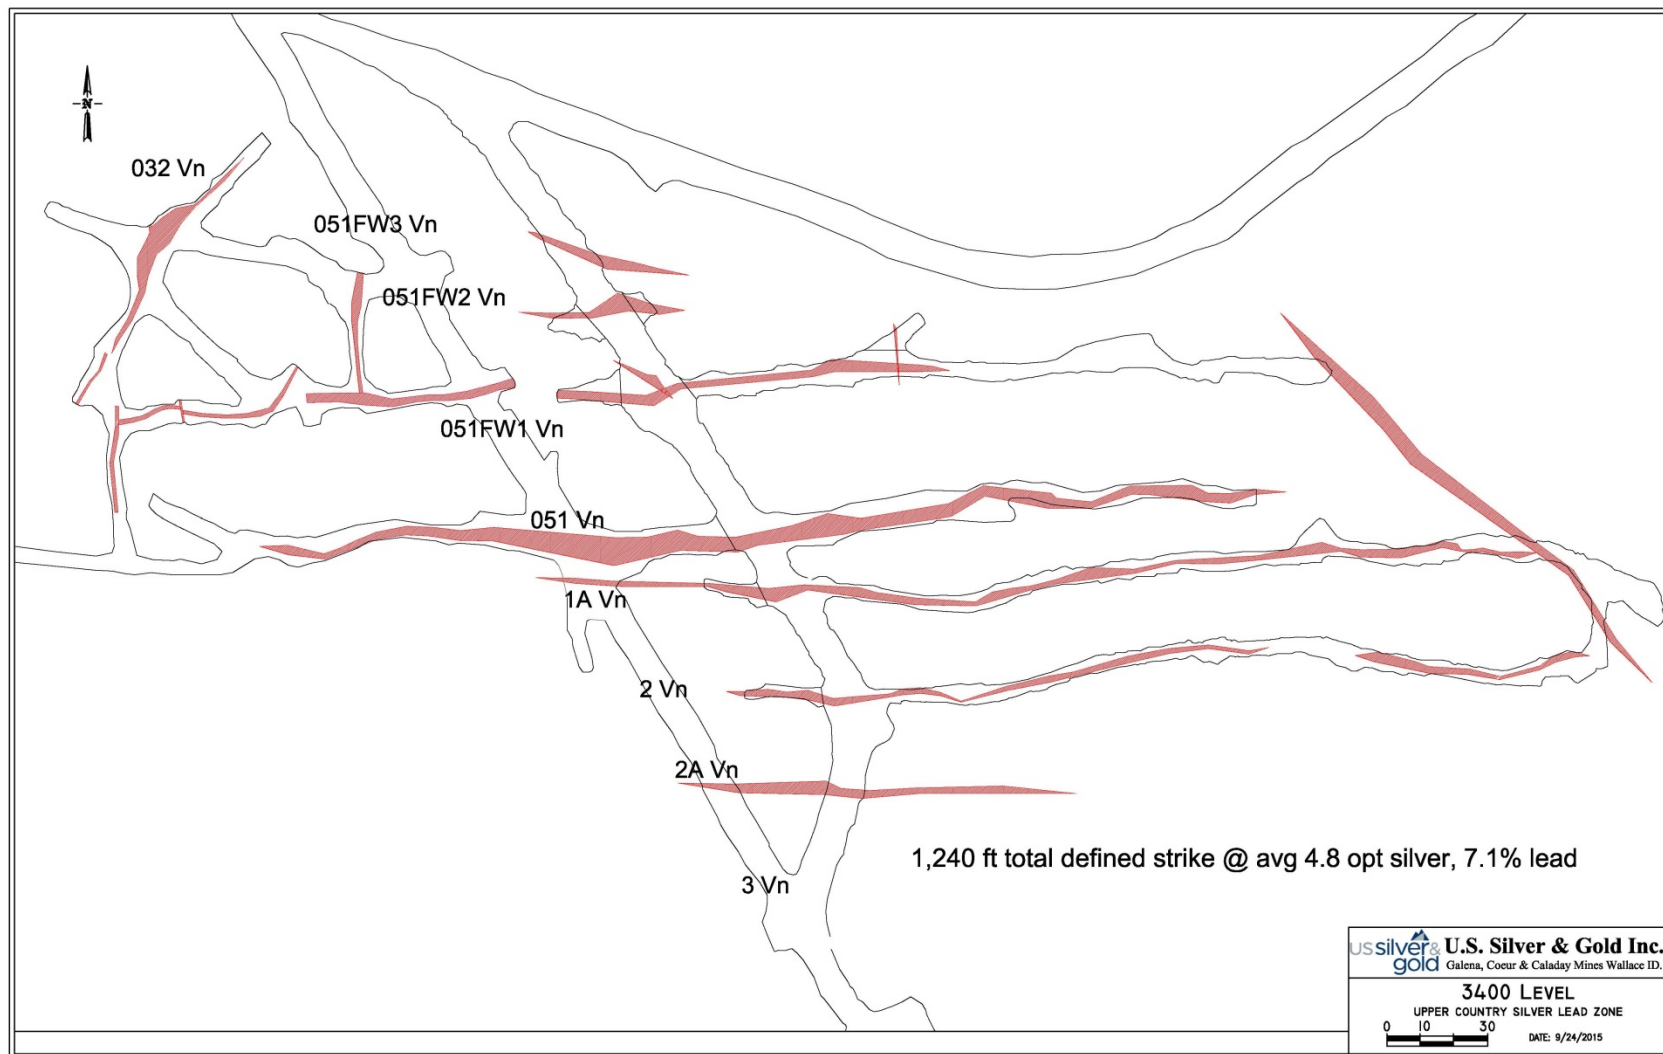 N
032 Vn
051FW3 Vn
051FW2 Vn
051FW1 Vn
051 Vn
1A Vn
2 Vn
2A Vn
3 Vn
1,240 ft total defined strike @ avg 4.8 opt silver, 7.1% lead
us silver &
gold
U.S. Silver & Gold Inc.
Galena, Coeur & Caladay Mines Wallace ID.
3400 LEVEL
UPPER COUNTRY SILVER LEAD ZONE
0 10 30
DATE: 9/24/2015